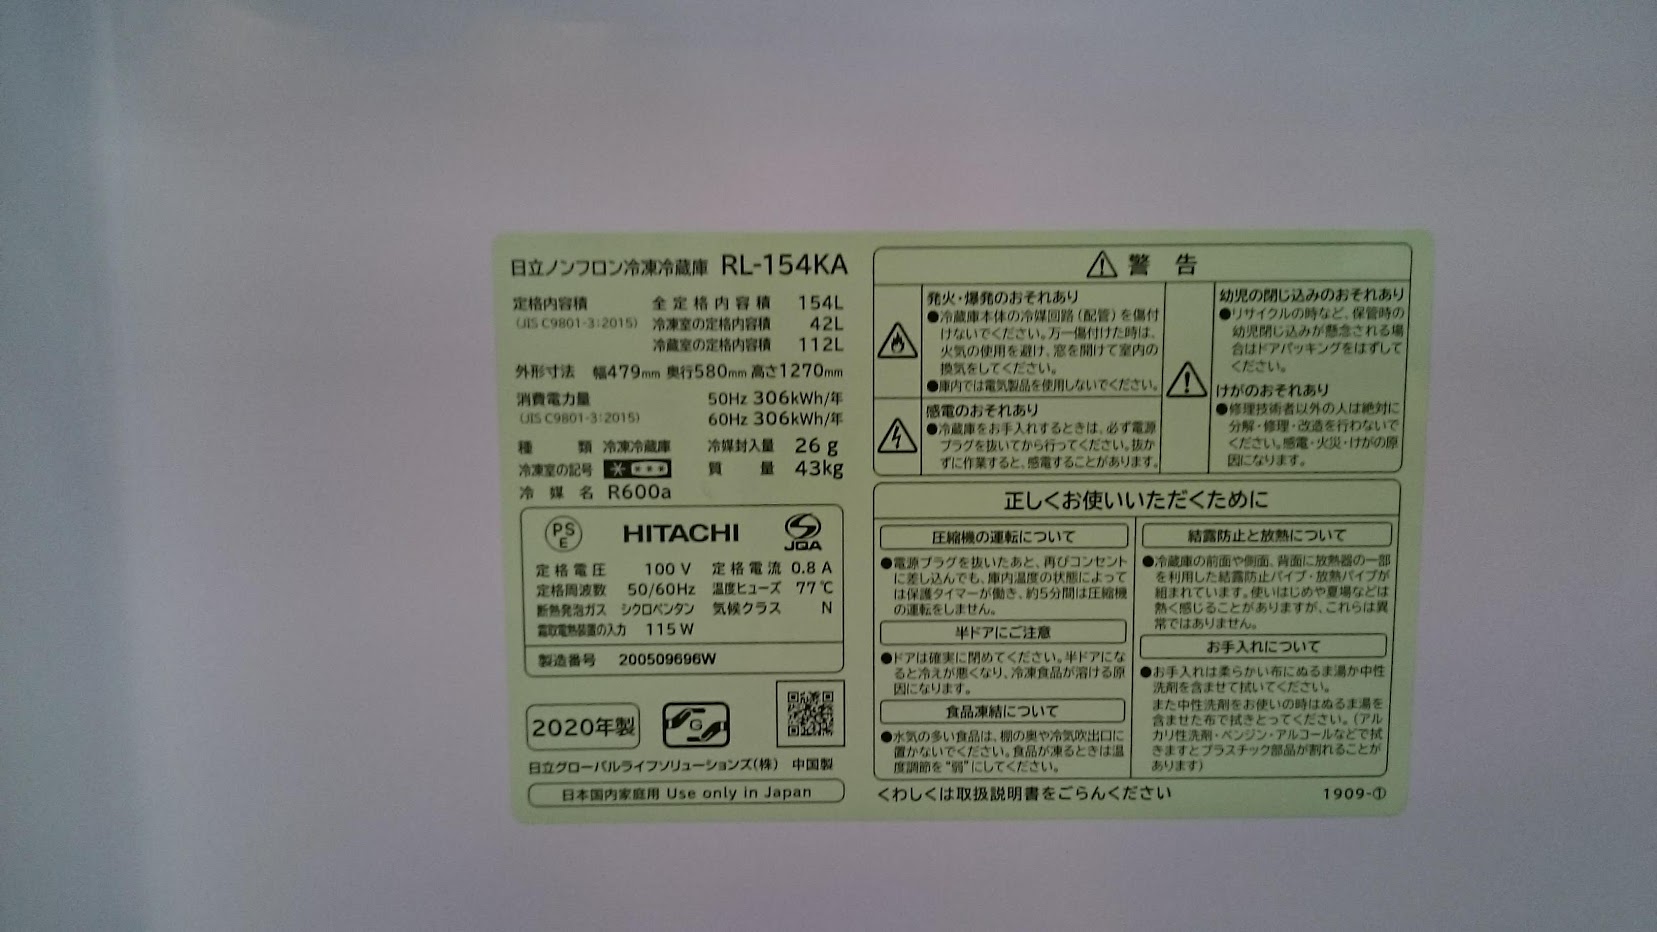 日立ノンフロン冷凍冷蔵庫 RL-154KA
定格内容積 全定格内容積 154L
(JIS C9801-3:2015) 冷凍室の定格内容積 42L
冷蔵室の定格内容積 112L
外形寸法 幅479mm 奥行580mm 高さ1270mm
消費電力量 50Hz 306kWh/年
(JIS C9801-3:2015) 60Hz 306kWh/年
種類 冷凍冷蔵庫 冷媒封入量 26g
冷凍室の記号 質量 43kg
冷媒名 R600a
PS
E
HITACHI
JQA
定格電圧 100V 定格電流 0.8A
定格周波数 50/60Hz 温度ヒューズ 77℃
断熱発泡ガス シクロペンタン 気候クラス N
霜取電熱装置の入力 115W
製造番号 200509696W
2020年製
G
日立グローバルライフソリューションズ(株) 中国製
日本国内家庭用 Use only in Japan
警告
発火・爆発のおそれあり
●冷蔵庫本体の冷媒回路(配管)を傷付
けないでください。万一傷付けた時は、
火気の使用を避け、窓を開けて室内の
換気をしてください。
●庫内では電気製品を使用しないでください。
感電のおそれあり
●冷蔵庫をお手入れするときは、必ず電源
プラグを抜いてから行ってください。抜か
ずに作業すると、感電することがあります。
幼児の閉じ込みのおそれあり
●リサイクルの時など、保管時の
幼児閉じ込みが懸念される場
合はドアパッキングをはずして
ください。
けがのおそれあり
●修理技術者以外の人は絶対に
分解・修理・改造を行わないで
ください。感電・火災・けがの原
因になります。
正しくお使いいただくために
圧縮機の運転について
●電源プラグを抜いたあと、再びコンセント
に差し込んでも、庫内温度の状態によって
は保護タイマーが働き、約5分間は圧縮機
の運転をしません。
半ドアにご注意
●ドアは確実に閉めてください。半ドアにな
ると冷えが悪くなり、冷凍食品が溶ける原
因になります。
食品凍結について
●水気の多い食品は、棚の奥や冷気吹出口に
置かないでください。食品が凍るときは温
度調節を“弱”にしてください。
結露防止と放熱について
●冷蔵庫の前面や側面、背面に放熱器の一部
を利用した結露防止パイプ・放熱パイプが
組まれています。使いはじめや夏場などは
熱く感じることがありますが、これらは異
常ではありません。
お手入れについて
●お手入れは柔らかい布にぬるま湯か中性
洗剤を含ませて拭いてください。
また中性洗剤をお使いの時はぬるま湯を
含ませた布で拭きとってください。(アル
カリ性洗剤・ベンジン・アルコールなどで拭
きますとプラスチック部品が割れることが
あります)
くわしくは取扱説明書をごらんください 1909-①